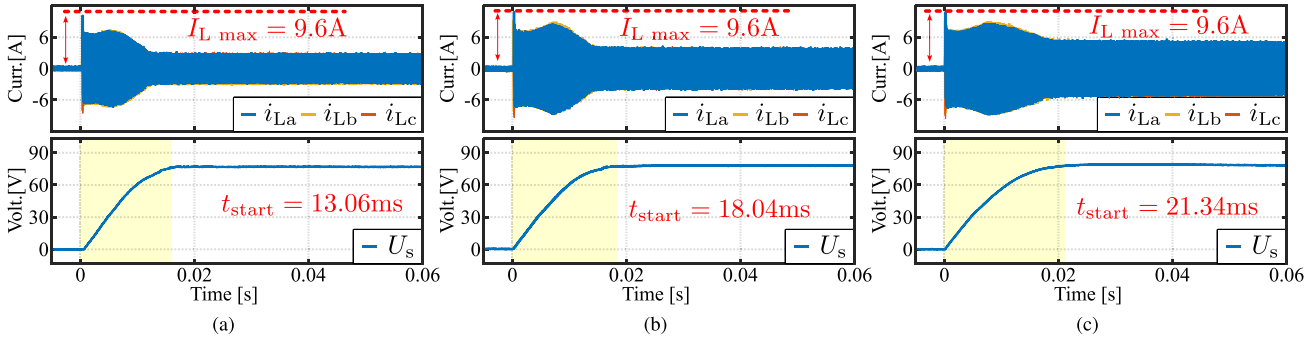 Curr.[A]
6
0
-6
I_L max = 9.6A
i_La i_Lb i_Lc
Volt.[V]
90
60
30
0
t_start = 13.06ms
U_s
0 0.02 0.04 0.06
Time [s]
(a)
Curr.[A]
6
0
-6
I_L max = 9.6A
i_La i_Lb i_Lc
Volt.[V]
90
60
30
0
t_start = 18.04ms
U_s
0 0.02 0.04 0.06
Time [s]
(b)
Curr.[A]
6
0
-6
I_L max = 9.6A
i_La i_Lb i_Lc
Volt.[V]
90
60
30
0
t_start = 21.34ms
U_s
0 0.02 0.04 0.06
Time [s]
(c)